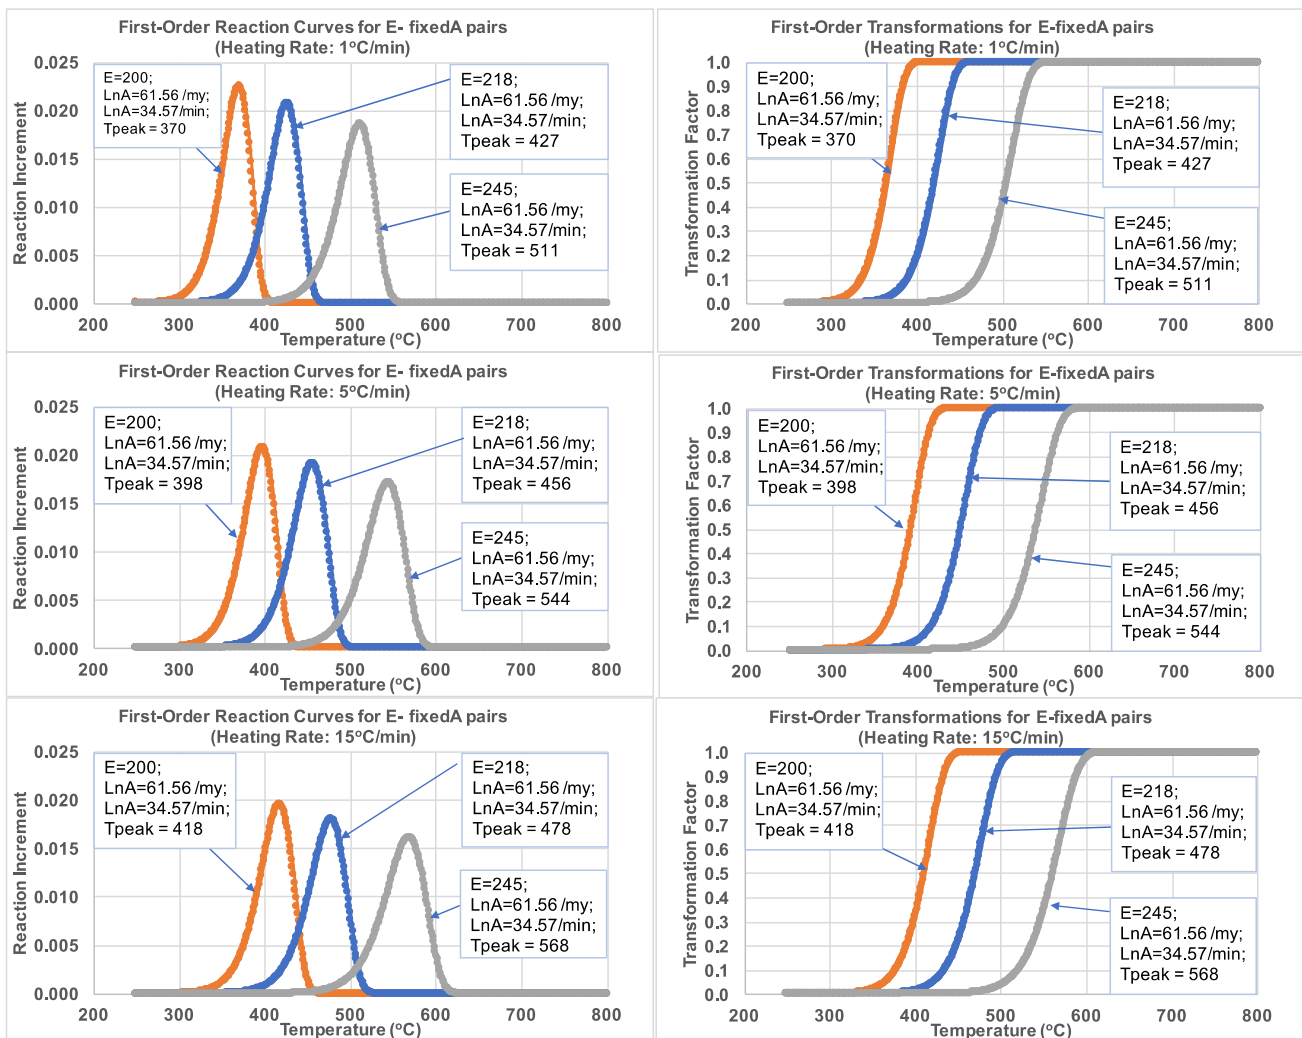 First-Order Reaction Curves for E- fixedA pairs
(Heating Rate: 1°C/min)
Reaction Increment
0.025
0.020
0.015
0.010
0.005
0.000
E=200;
LnA=61.56 /my;
LnA=34.57/min;
Tpeak = 370
E=218;
LnA=61.56 /my;
LnA=34.57/min;
Tpeak = 427
E=245;
LnA=61.56 /my;
LnA=34.57/min;
Tpeak = 511
200 300 400 500 600 700 800
Temperature (°C)
First-Order Transformations for E-fixedA pairs
(Heating Rate: 1°C/min)
Transformation Factor
1.0
0.9
0.8
0.7
0.6
0.5
0.4
0.3
0.2
0.1
0.0
E=200;
LnA=61.56 /my;
LnA=34.57/min;
Tpeak = 370
E=218;
LnA=61.56 /my;
LnA=34.57/min;
Tpeak = 427
E=245;
LnA=61.56 /my;
LnA=34.57/min;
Tpeak = 511
200 300 400 500 600 700 800
Temperature (°C)
First-Order Reaction Curves for E- fixedA pairs
(Heating Rate: 5°C/min)
Reaction Increment
0.025
0.020
0.015
0.010
0.005
0.000
E=200;
LnA=61.56 /my;
LnA=34.57/min;
Tpeak = 398
E=218;
LnA=61.56 /my;
LnA=34.57/min;
Tpeak = 456
E=245;
LnA=61.56 /my;
LnA=34.57/min;
Tpeak = 544
200 300 400 500 600 700 800
Temperature (°C)
First-Order Transformations for E-fixedA pairs
(Heating Rate: 5°C/min)
Transformation Factor
1.0
0.9
0.8
0.7
0.6
0.5
0.4
0.3
0.2
0.1
0.0
E=200;
LnA=61.56 /my;
LnA=34.57/min;
Tpeak = 398
E=218;
LnA=61.56 /my;
LnA=34.57/min;
Tpeak = 456
E=245;
LnA=61.56 /my;
LnA=34.57/min;
Tpeak = 544
200 300 400 500 600 700 800
Temperature (°C)
First-Order Reaction Curves for E- fixedA pairs
(Heating Rate: 15°C/min)
Reaction Increment
0.025
0.020
0.015
0.010
0.005
0.000
E=200;
LnA=61.56 /my;
LnA=34.57/min;
Tpeak = 418
E=218;
LnA=61.56 /my;
LnA=34.57/min;
Tpeak = 478
E=245;
LnA=61.56 /my;
LnA=34.57/min;
Tpeak = 568
200 300 400 500 600 700 800
Temperature (°C)
First-Order Transformations for E-fixedA pairs
(Heating Rate: 15°C/min)
Transformation Factor
1.0
0.9
0.8
0.7
0.6
0.5
0.4
0.3
0.2
0.1
0.0
E=200;
LnA=61.56 /my;
LnA=34.57/min;
Tpeak = 418
E=218;
LnA=61.56 /my;
LnA=34.57/min;
Tpeak = 478
E=245;
LnA=61.56 /my;
LnA=34.57/min;
Tpeak = 568
200 300 400 500 600 700 800
Temperature (°C)